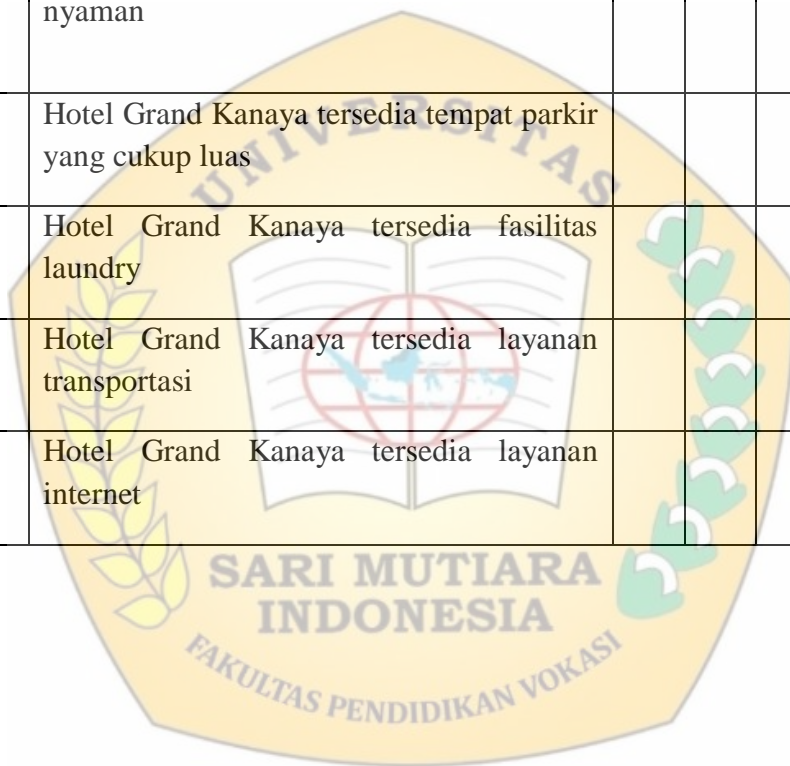 nyaman
Hotel Grand Kanaya tersedia tempat parkir
yang cukup luas
Hotel Grand Kanaya tersedia fasilitas
laundry
Hotel Grand Kanaya tersedia layanan
transportasi
Hotel Grand Kanaya tersedia layanan
internet
UNIVERSITAS
SARI MUTIARA
INDONESIA
FAKULTAS PENDIDIKAN VOKASI